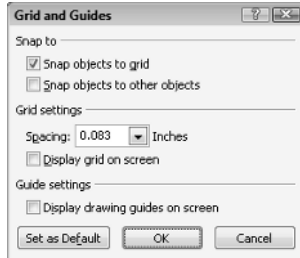 Grid and Guides
Snap to
Snap objects to grid
Snap objects to other objects
Grid settings
Spacing: 0.083 Inches
Display grid on screen
Guide settings
Display drawing guides on screen
Set as Default OK Cancel